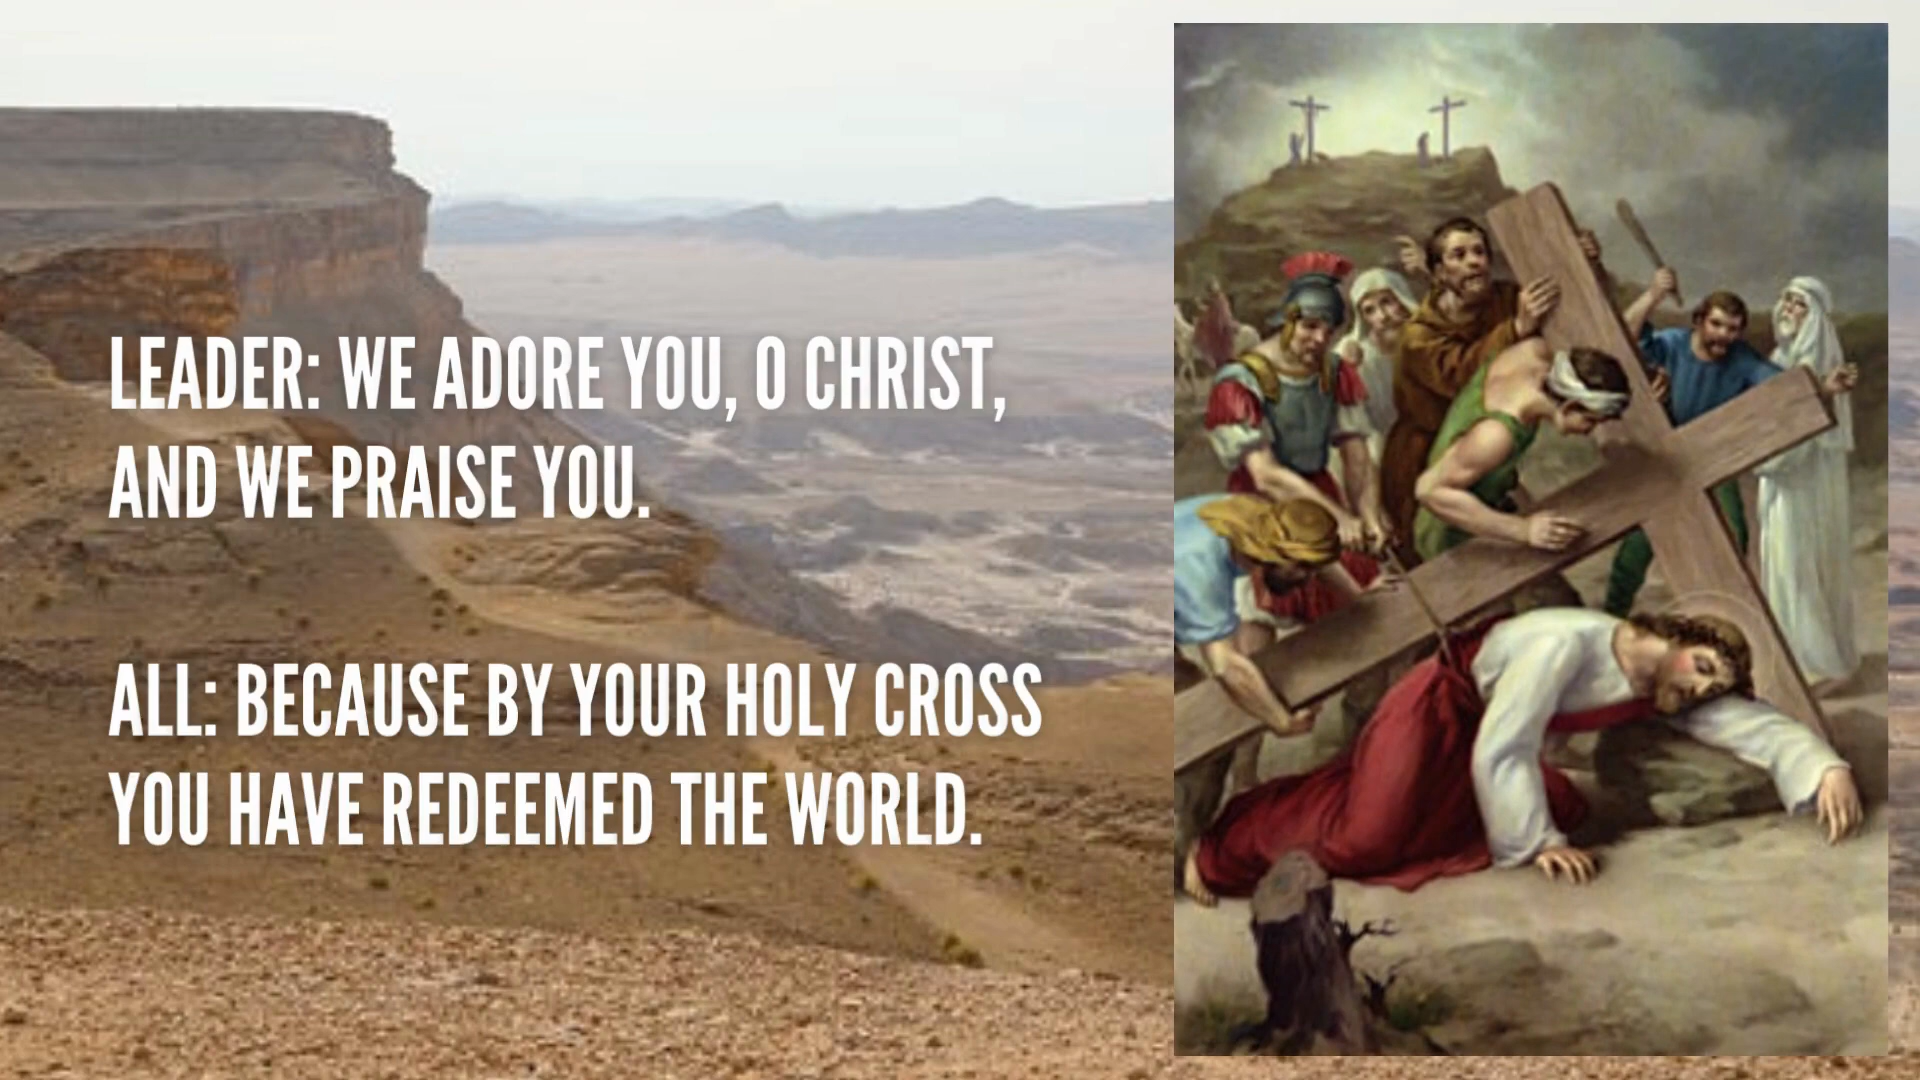 LEADER: WE ADORE YOU, O CHRIST,
AND WE PRAISE YOU.
ALL: BECAUSE BY YOUR HOLY CROSS
YOU HAVE REDEEMED THE WORLD.